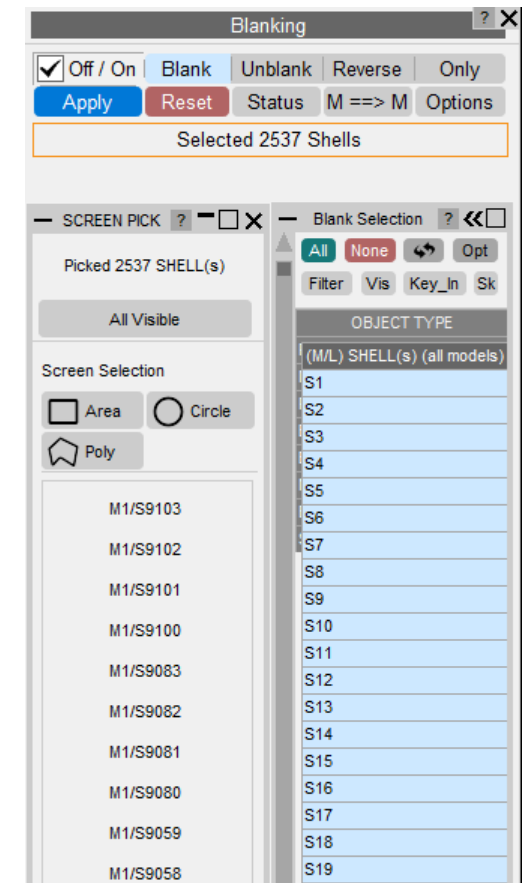 Blanking ? X
Off / On Blank Unblank Reverse Only
Apply Reset Status M ==> M Options
Selected 2537 Shells
SCREEN PICK ?
Picked 2537 SHELL(s)
All Visible
Screen Selection
Area Circle
Poly
M1/S9103
M1/S9102
M1/S9101
M1/S9100
M1/S9083
M1/S9082
M1/S9081
M1/S9080
M1/S9059
M1/S9058
Blank Selection ?
All None Opt
Filter Vis Key_In Sk
OBJECT TYPE
(M/L) SHELL(s) (all models)
S1
S2
S3
S4
S5
S6
S7
S8
S9
S10
S11
S12
S13
S14
S15
S16
S17
S18
S19